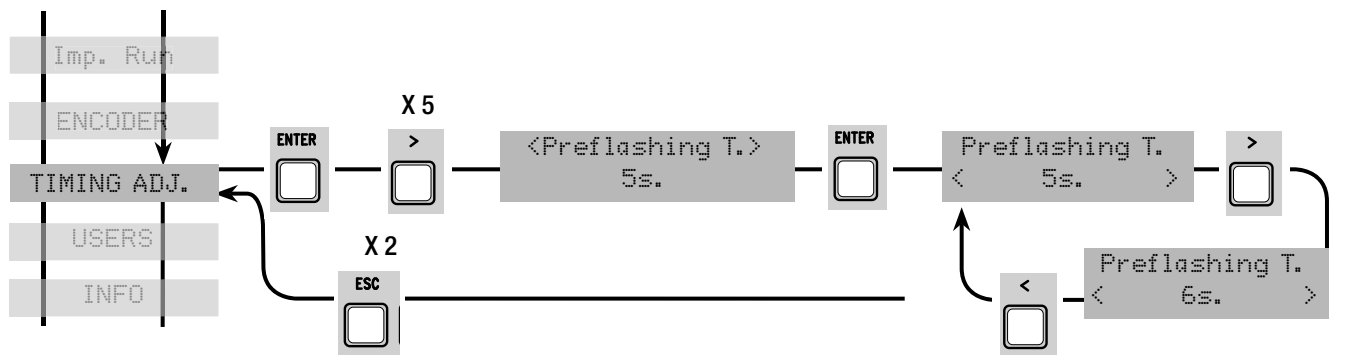 Imp. Run
ENCODER
TIMING ADJ.
USERS
INFO
ENTER
X 5
>
<Preflashing T.>
5s.
ENTER
Preflashing T.
< 5s. >
>
Preflashing T.
< 6s. >
<
X 2
ESC